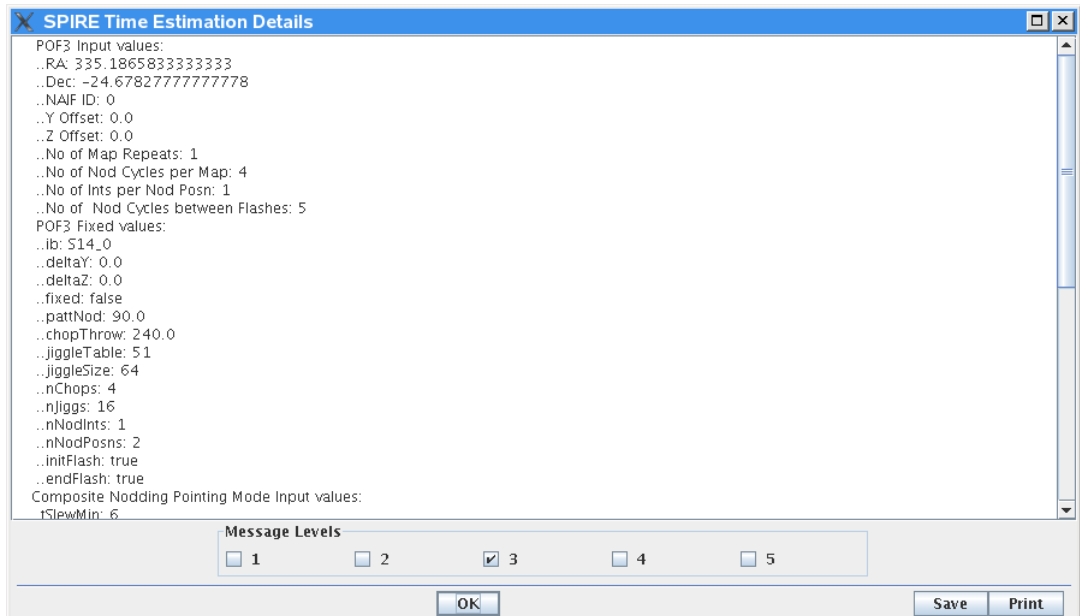 SPIRE Time Estimation Details
POF3 Input values:
..RA: 335.1865833333333
..Dec: -24.67827777777778
..NAIF ID: 0
..Y Offset: 0.0
..Z Offset: 0.0
..No of Map Repeats: 1
..No of Nod Cycles per Map: 4
..No of Ints per Nod Posn: 1
..No of  Nod Cycles between Flashes: 5
POF3 Fixed values:
..ib: S14_0
..deltaY: 0.0
..deltaZ: 0.0
..fixed: false
..pattNod: 90.0
..chopThrow: 240.0
..jiggleTable: 51
..jiggleSize: 64
..nChops: 4
..nJiggs: 16
..nNodInts: 1
..nNodPosns: 2
..initFlash: true
..endFlash: true
Composite Nodding Pointing Mode Input values:
tSlewMin: 6
Message Levels
1 2 3 4 5
OK Save Print